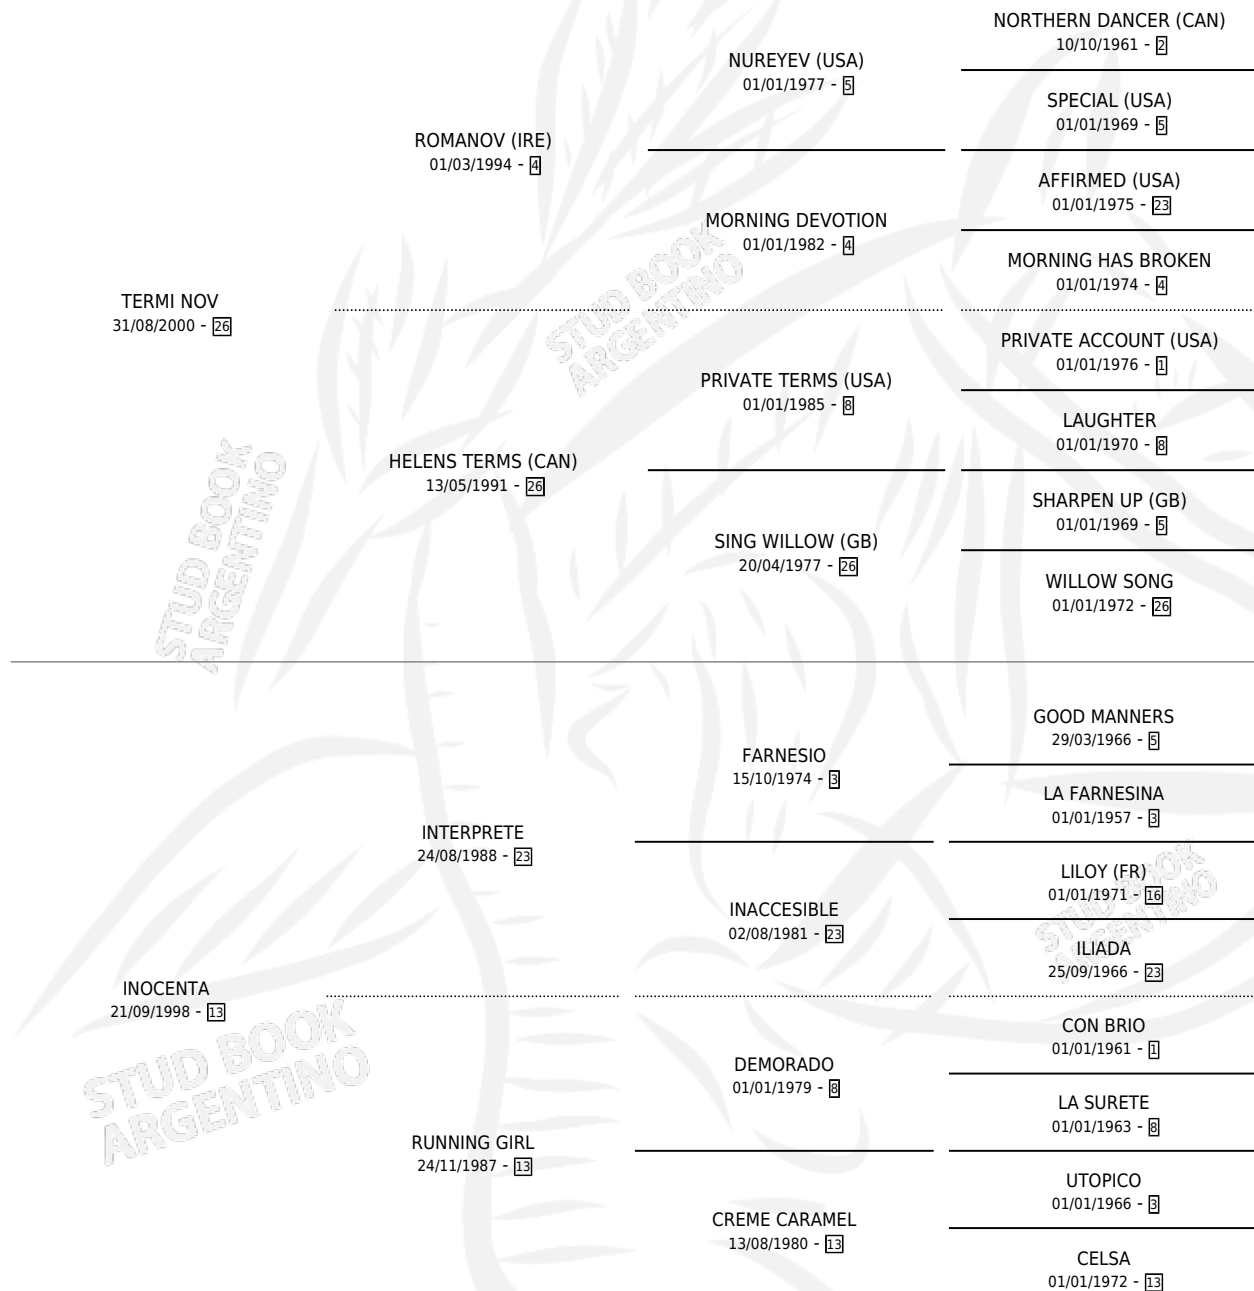 NORTHERN DANCER (CAN)
10/10/1961 - 2
NUREYEV (USA)
01/01/1977 - 5
SPECIAL (USA)
01/01/1969 - 5
ROMANOV (IRE)
01/03/1994 - 4
AFFIRMED (USA)
01/01/1975 - 23
MORNING DEVOTION
01/01/1982 - 4
MORNING HAS BROKEN
01/01/1974 - 4
TERMI NOV
31/08/2000 - 26
PRIVATE ACCOUNT (USA)
01/01/1976 - 1
PRIVATE TERMS (USA)
01/01/1985 - 8
LAUGHTER
01/01/1970 - 8
HELENS TERMS (CAN)
13/05/1991 - 26
SHARPEN UP (GB)
01/01/1969 - 5
SING WILLOW (GB)
20/04/1977 - 26
WILLOW SONG
01/01/1972 - 26
GOOD MANNERS
29/03/1966 - 5
FARNESIO
15/10/1974 - 3
LA FARNESINA
01/01/1957 - 3
INTERPRETE
24/08/1988 - 23
LILOY (FR)
01/01/1971 - 16
INACCESIBLE
02/08/1981 - 23
ILIADA
25/09/1966 - 23
INOCENTA
21/09/1998 - 13
CON BRIO
01/01/1961 - 1
DEMORADO
01/01/1979 - 8
LA SURETE
01/01/1963 - 8
RUNNING GIRL
24/11/1987 - 13
UTOPICO
01/01/1966 - 3
CREME CARAMEL
13/08/1980 - 13
CELSA
01/01/1972 - 13
STUD BOOK
ARGENTINO
STUD BOOK
ARGENTINO
STUD BOOK
ARGENTINO
STUD BOOK
ARGENTINO